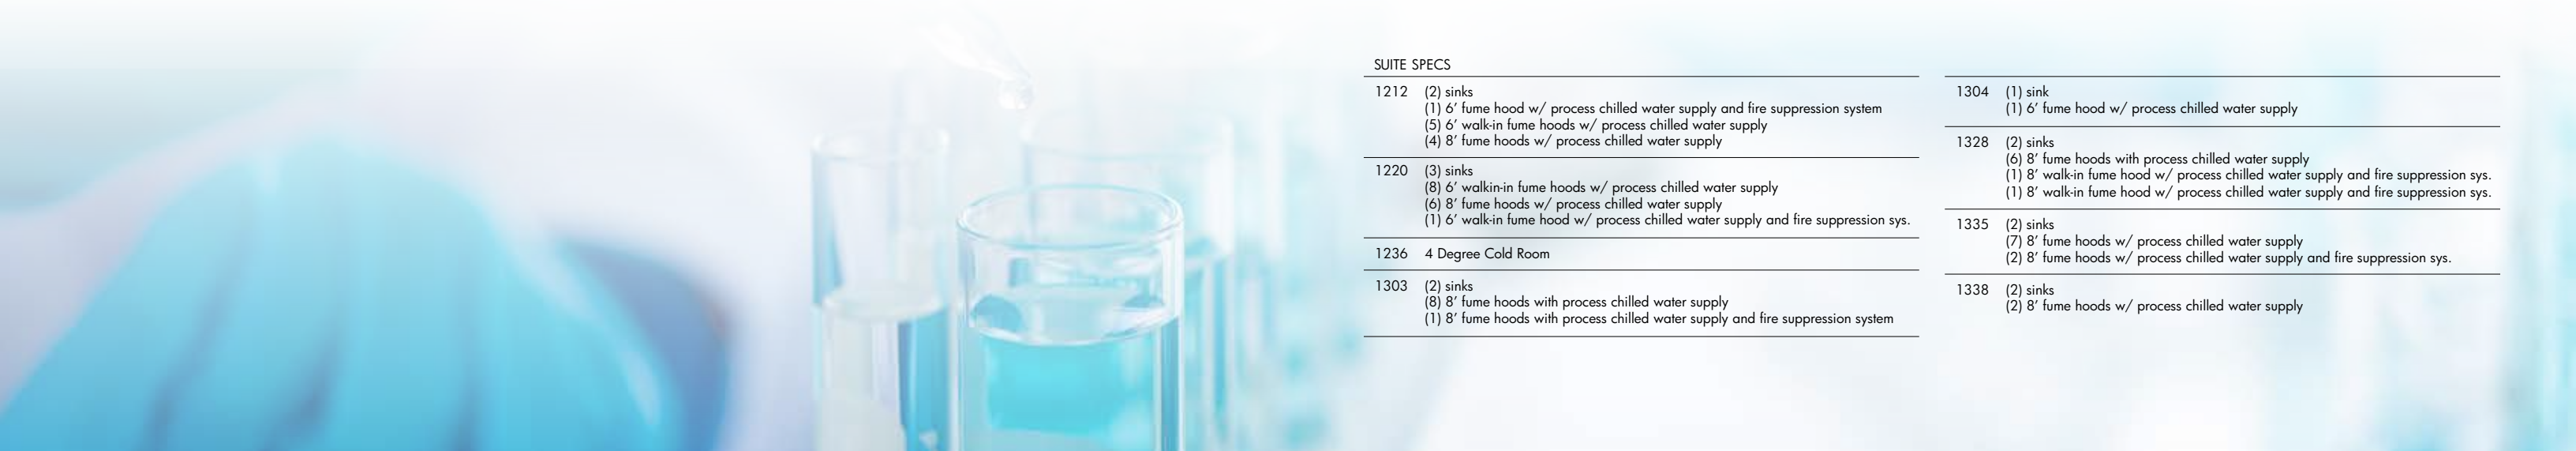 SUITE SPECS
1212 (2) sinks
(1) 6’ fume hood w/ process chilled water supply and fire suppression system
(5) 6’ walk-in fume hoods w/ process chilled water supply
(4) 8’ fume hoods w/ process chilled water supply
1220 (3) sinks
(8) 6’ walkin-in fume hoods w/ process chilled water supply
(6) 8’ fume hoods w/ process chilled water supply
(1) 6’ walk-in fume hood w/ process chilled water supply and fire suppression sys.
1236 4 Degree Cold Room
1303 (2) sinks
(8) 8’ fume hoods with process chilled water supply
(1) 8’ fume hoods with process chilled water supply and fire suppression system
1304 (1) sink
(1) 6’ fume hood w/ process chilled water supply
1328 (2) sinks
(6) 8’ fume hoods with process chilled water supply
(1) 8’ walk-in fume hood w/ process chilled water supply and fire suppression sys.
(1) 8’ walk-in fume hood w/ process chilled water supply and fire suppression sys.
1335 (2) sinks
(7) 8’ fume hoods w/ process chilled water supply
(2) 8’ fume hoods w/ process chilled water supply and fire suppression sys.
1338 (2) sinks
(2) 8’ fume hoods w/ process chilled water supply